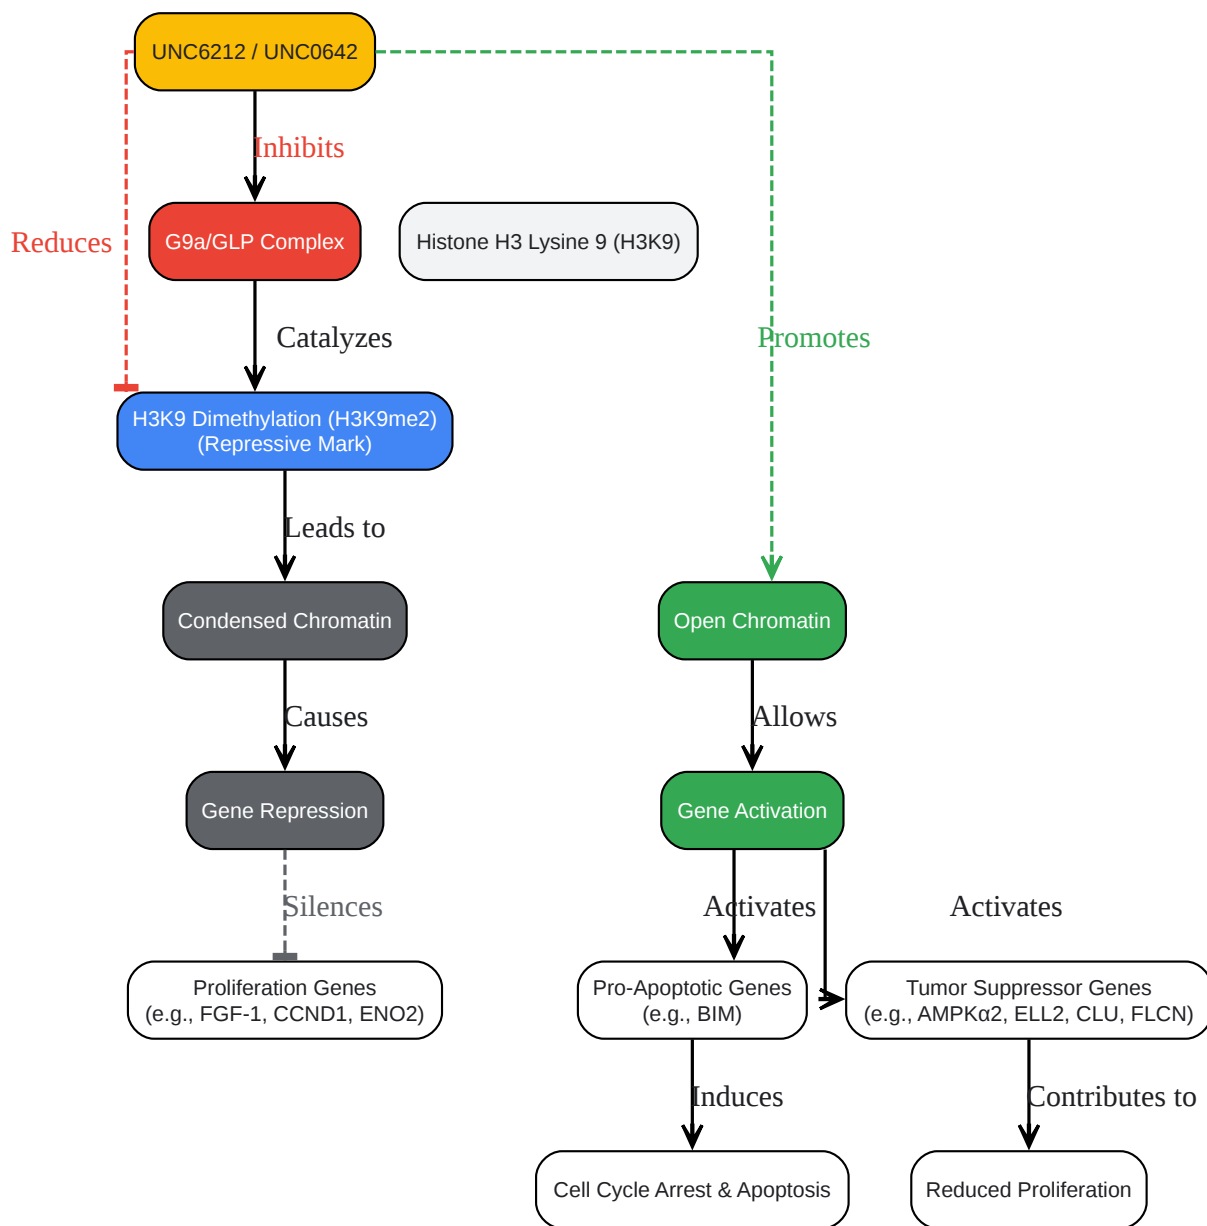 UNC6212 / UNC0642
Inhibits
Reduces
G9a/GLP Complex
Histone H3 Lysine 9 (H3K9)
Catalyzes
Promotes
H3K9 Dimethylation (H3K9me2)
(Repressive Mark)
Leads to
Condensed Chromatin
Open Chromatin
Causes
Allows
Gene Repression
Gene Activation
Silences
Activates
Activates
Proliferation Genes
(e.g., FGF-1, CCND1, ENO2)
Pro-Apoptotic Genes
(e.g., BIM)
Tumor Suppressor Genes
(e.g., AMPKα2, ELL2, CLU, FLCN)
Induces
Contributes to
Cell Cycle Arrest & Apoptosis
Reduced Proliferation